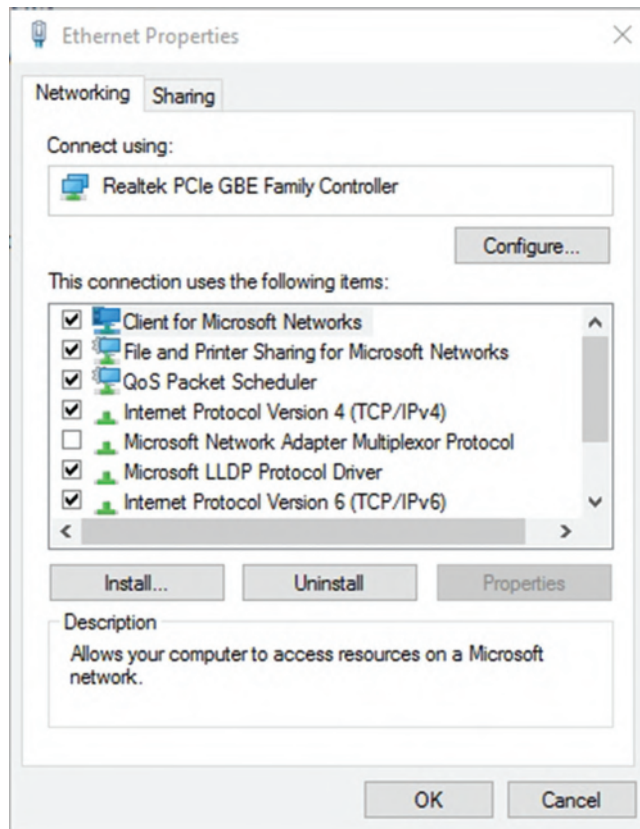 Ethernet Properties
Networking Sharing
Connect using:
Realtek PCIe GBE Family Controller
Configure...
This connection uses the following items:
Client for Microsoft Networks
File and Printer Sharing for Microsoft Networks
QoS Packet Scheduler
Internet Protocol Version 4 (TCP/IPv4)
Microsoft Network Adapter Multiplexor Protocol
Microsoft LLDP Protocol Driver
Internet Protocol Version 6 (TCP/IPv6)
Install... Uninstall Properties
Description
Allows your computer to access resources on a Microsoft
network.
OK Cancel